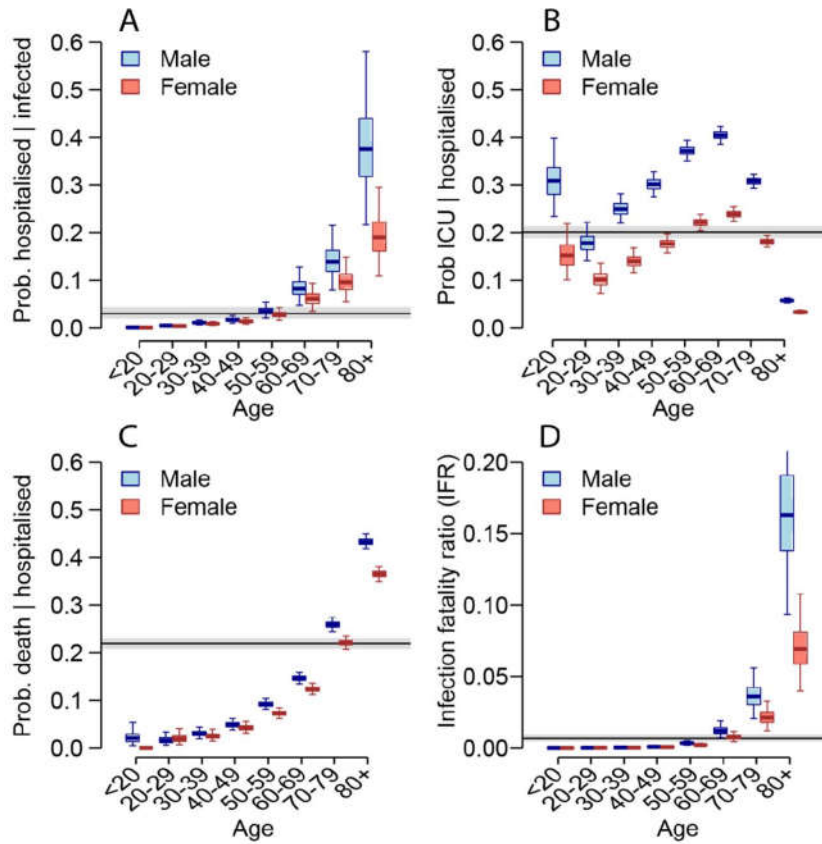 A
Prob. hospitalised | infected
0.6
0.5
0.4
0.3
0.2
0.1
0.0
Male
Female
<20
20-29
30-39
40-49
50-59
60-69
70-79
80+
Age
B
Prob ICU | hospitalised
0.6
0.5
0.4
0.3
0.2
0.1
0.0
Male
Female
<20
20-29
30-39
40-49
50-59
60-69
70-79
80+
Age
C
Prob. death | hospitalised
0.6
0.5
0.4
0.3
0.2
0.1
0.0
Male
Female
<20
20-29
30-39
40-49
50-59
60-69
70-79
80+
Age
D
Infection fatality ratio (IFR)
0.20
0.15
0.10
0.05
0.00
Male
Female
<20
20-29
30-39
40-49
50-59
60-69
70-79
80+
Age